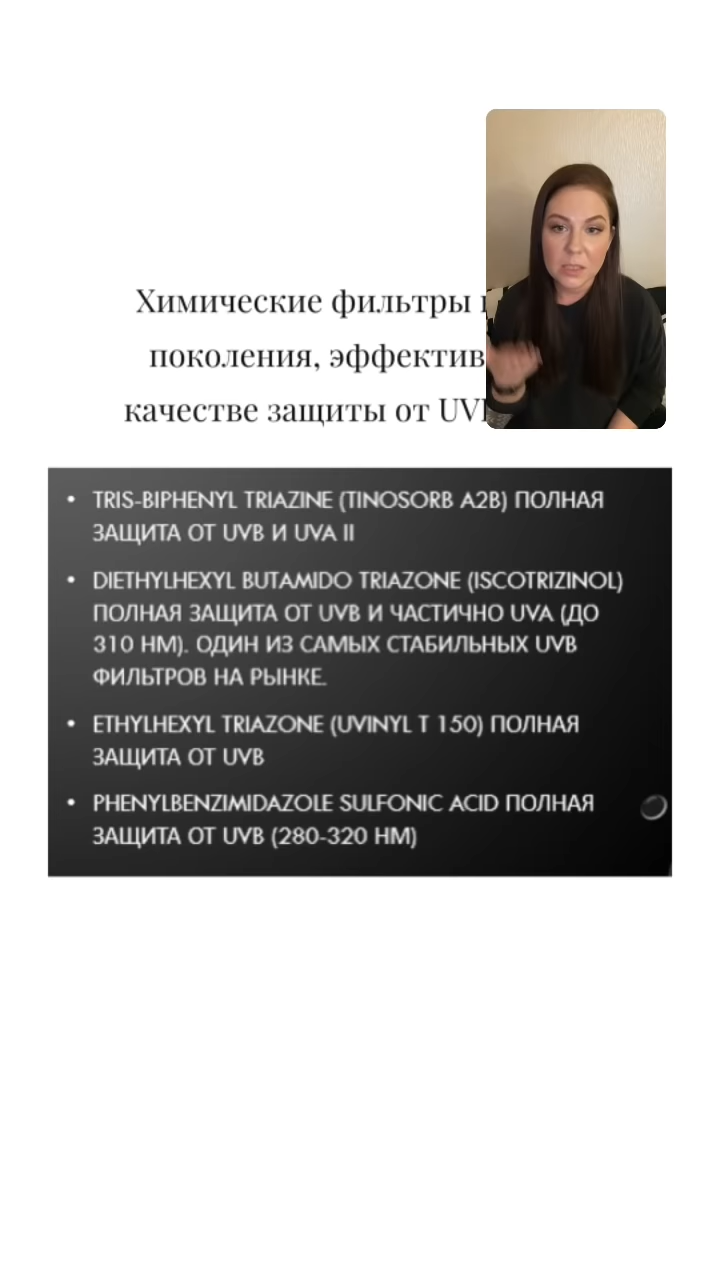 Химические фильтры
поколения, эффектив
качестве защиты от UV
• TRIS-BIPHENYL TRIAZINE (TINOSORB A2B) ПОЛНАЯ
ЗАЩИТА ОТ UVB И UVA II
• DIETHYLHEXYL BUTAMIDO TRIAZONE (ISCOTRIZINOL)
ПОЛНАЯ ЗАЩИТА ОТ UVB И ЧАСТИЧНО UVA (ДО
310 НМ). ОДИН ИЗ САМЫХ СТАБИЛЬНЫХ UVB
ФИЛЬТРОВ НА РЫНКЕ.
• ETHYLHEXYL TRIAZONE (UVINYL T 150) ПОЛНАЯ
ЗАЩИТА ОТ UVB
• PHENYLBENZIMIDAZOLE SULFONIC ACID ПОЛНАЯ
ЗАЩИТА ОТ UVB (280-320 НМ)